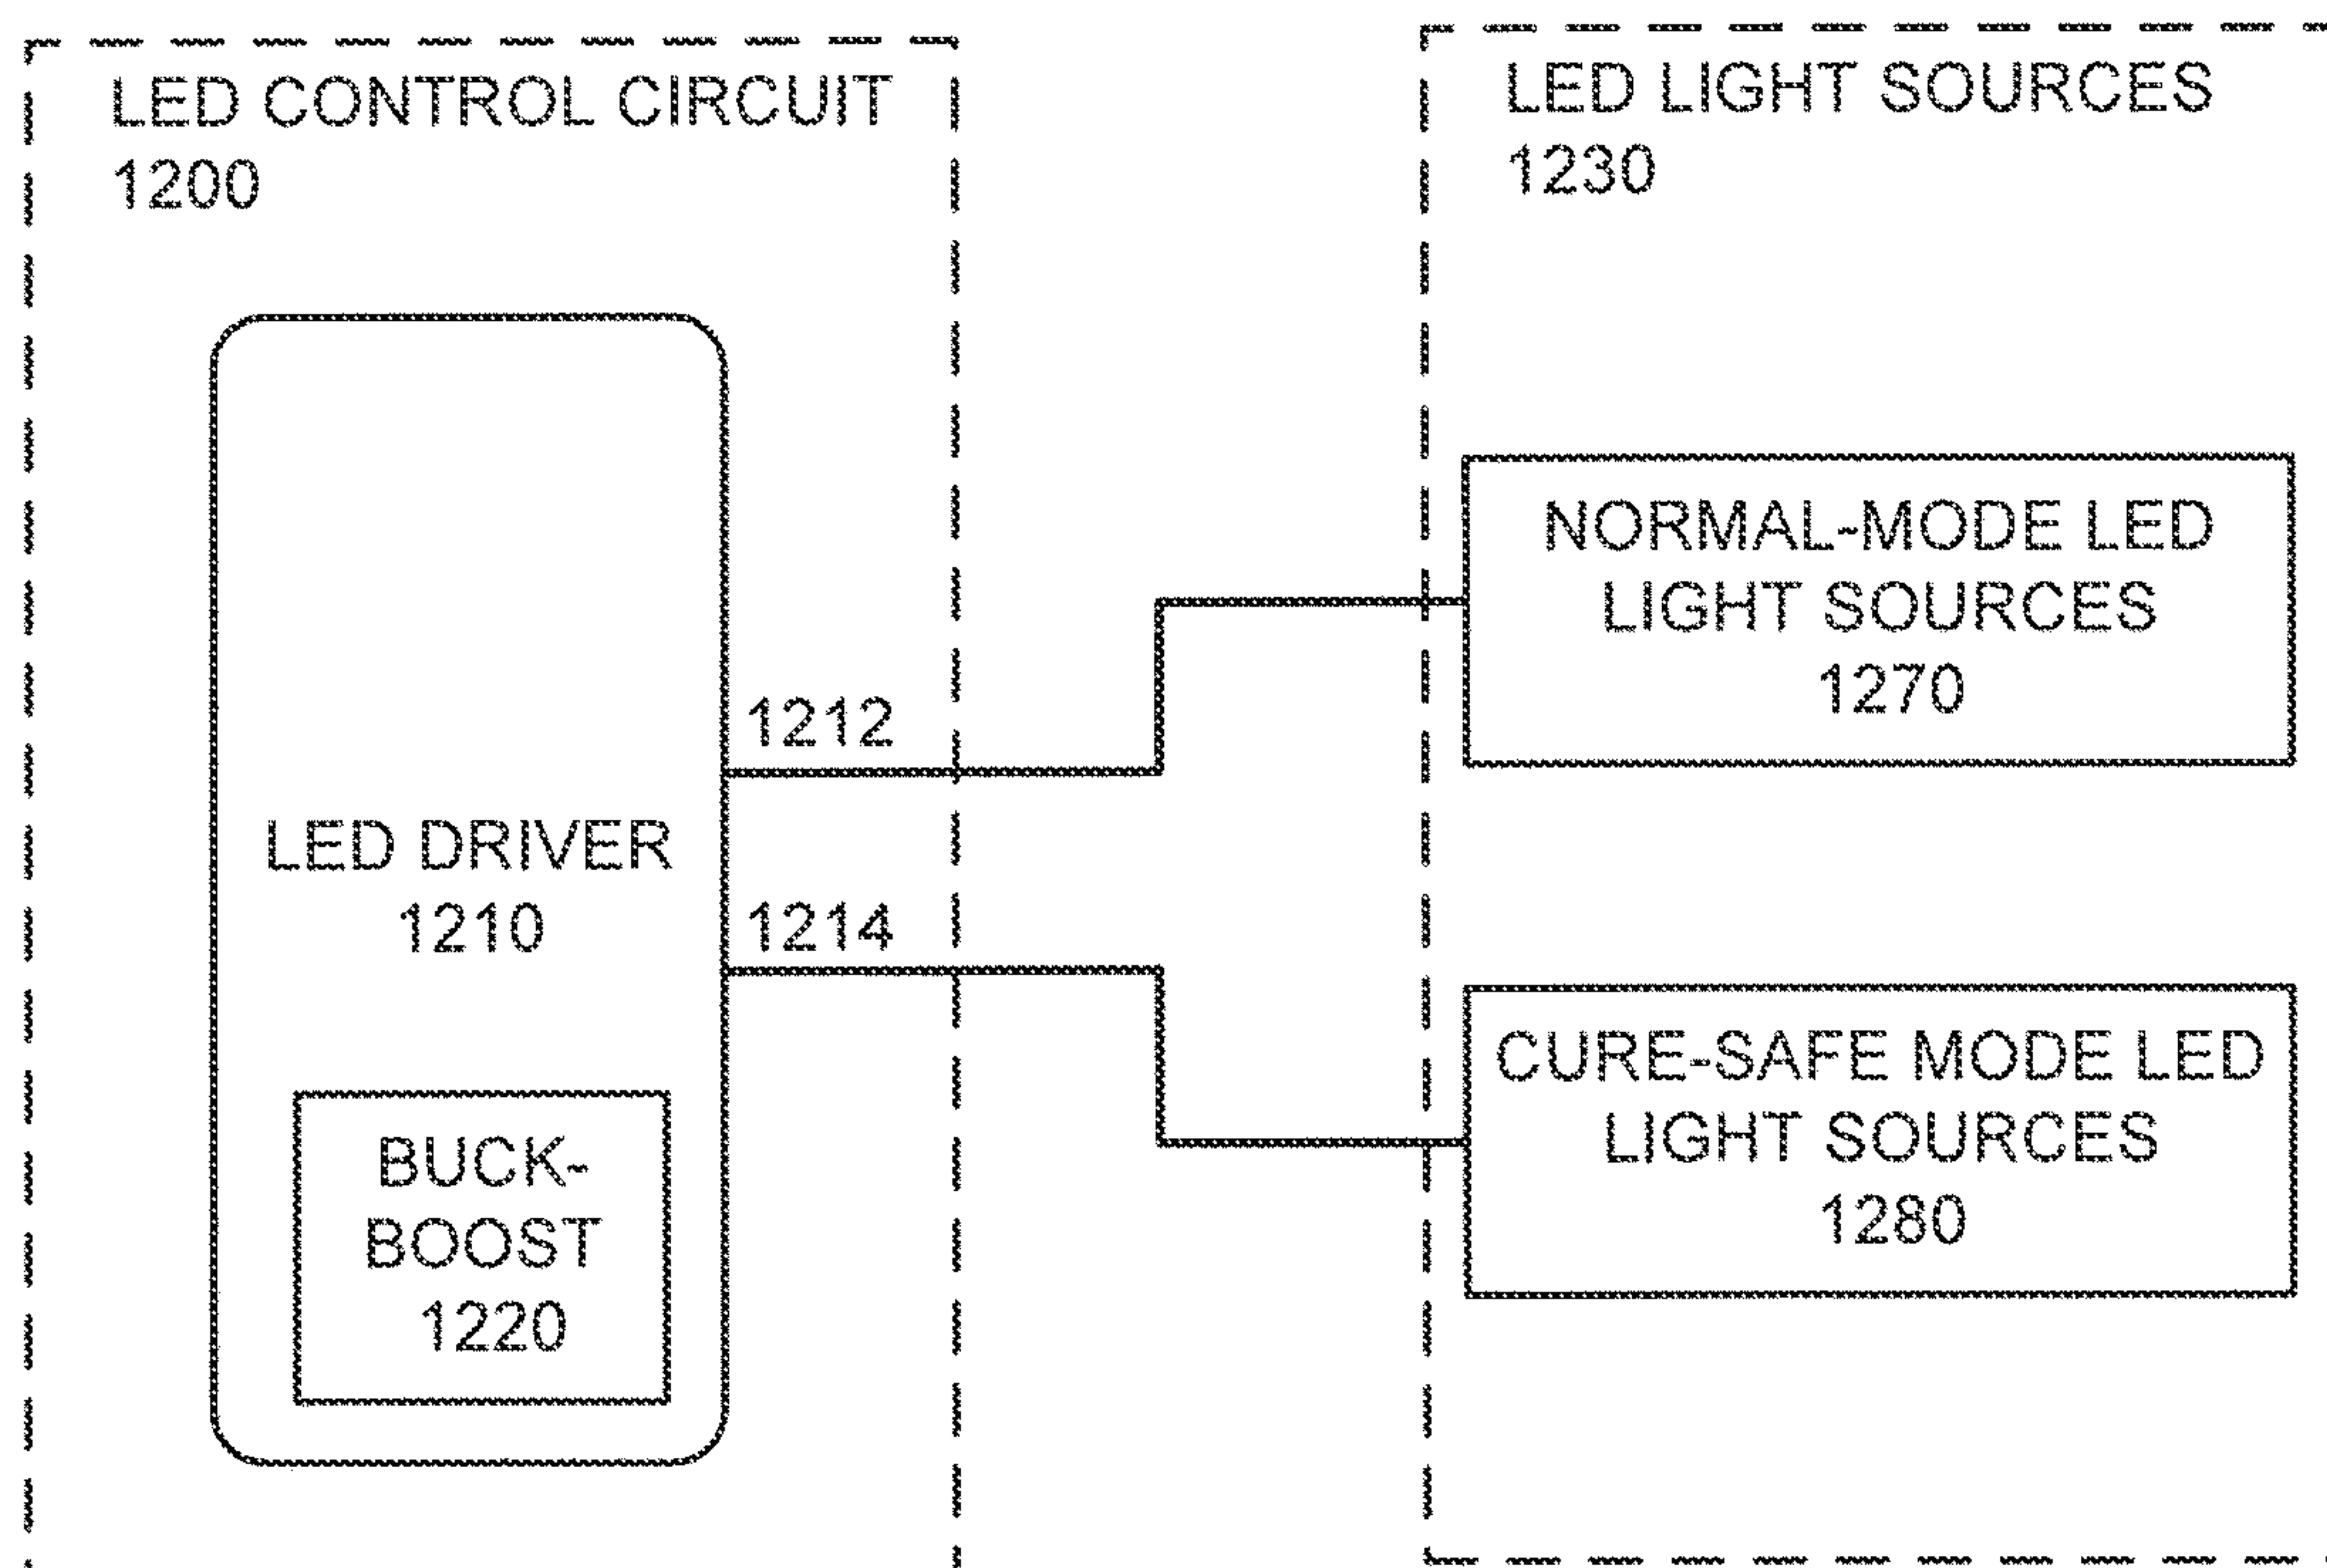 LED CONTROL CIRCUIT
1200
LED LIGHT SOURCES
1230
NORMAL-MODE LED
LIGHT SOURCES
1270
1212
LED DRIVER
1210
1214
CURE-SAFE MODE LED
LIGHT SOURCES
1280
BUCK-
BOOST
1220